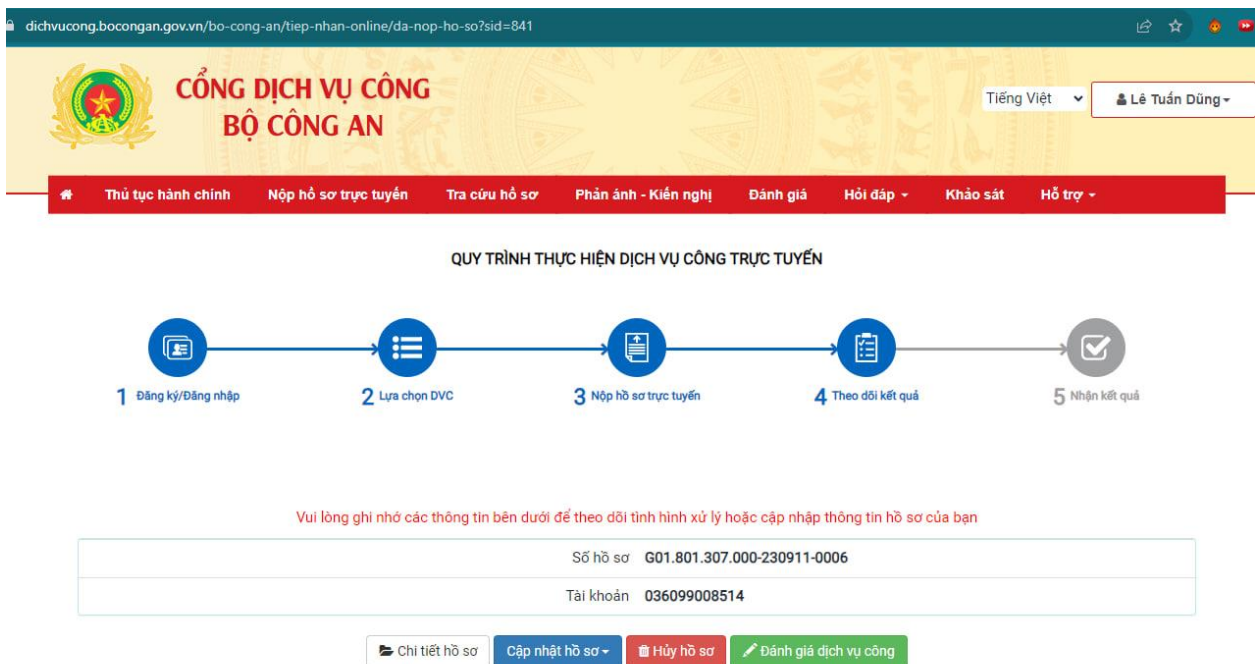 dichvucong.bocongan.gov.vn/bo-cong-an/tiep-nhan-online/da-nop-ho-so?sid=841
CỔNG DỊCH VỤ CÔNG
BỘ CÔNG AN
Tiếng Việt
Lê Tuấn Dũng
Thủ tục hành chính Nộp hồ sơ trực tuyến Tra cứu hồ sơ Phản ánh - Kiến nghị Đánh giá Hỏi đáp Khảo sát Hỗ trợ
QUY TRÌNH THỰC HIỆN DỊCH VỤ CÔNG TRỰC TUYẾN
1 Đăng ký/Đăng nhập 2 Lựa chọn DVC 3 Nộp hồ sơ trực tuyến 4 Theo dõi kết quả 5 Nhận kết quả
Vui lòng ghi nhớ các thông tin bên dưới để theo dõi tình hình xử lý hoặc cập nhập thông tin hồ sơ của bạn
Số hồ sơ G01.801.307.000-230911-0006
Tài khoản 036099008514
Chi tiết hồ sơ Cập nhật hồ sơ Hủy hồ sơ Đánh giá dịch vụ công